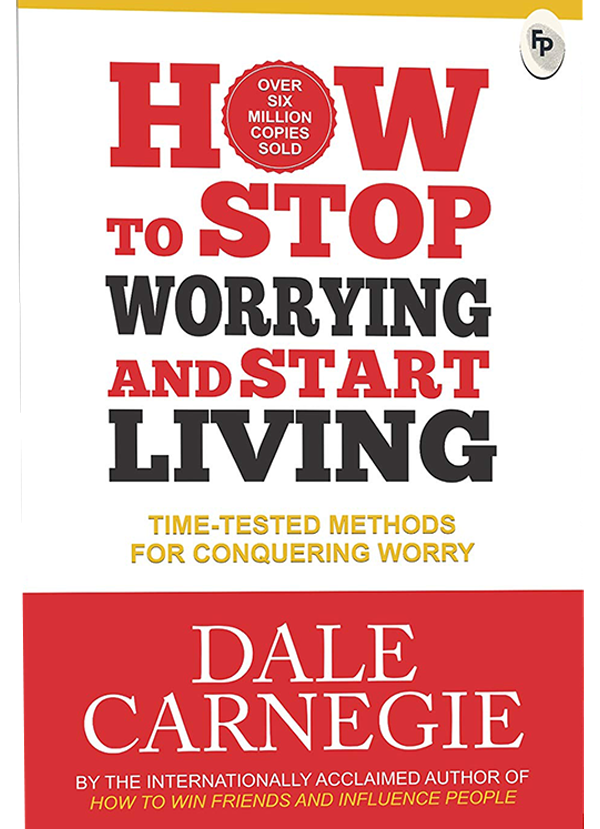 FP
HOW
OVER
SIX
MILLION
COPIES
SOLD
TO STOP
WORRYING
AND START
LIVING
TIME-TESTED METHODS
FOR CONQUERING WORRY
DALE
CARNEGIE
BY THE INTERNATIONALLY ACCLAIMED AUTHOR OF
HOW TO WIN FRIENDS AND INFLUENCE PEOPLE